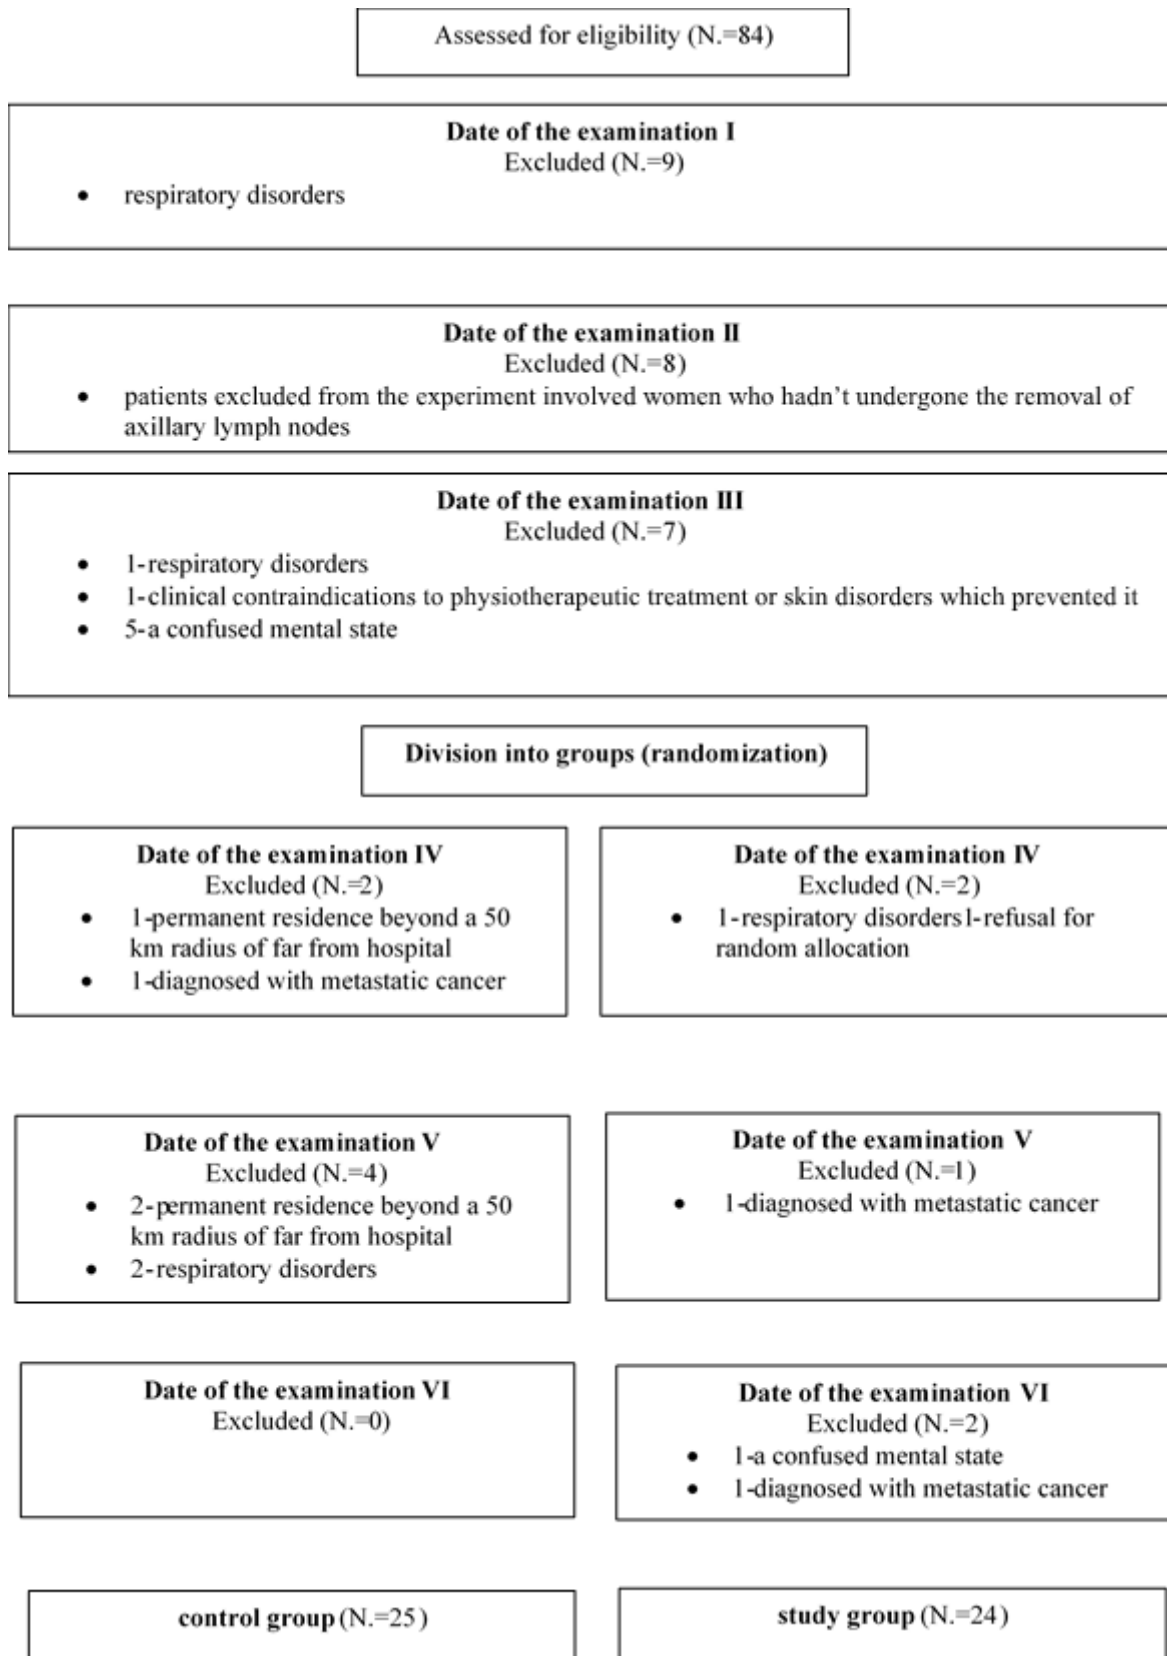 Assessed for eligibility (N.=84)
Date of the examination I
Excluded (N.=9)
• respiratory disorders
Date of the examination II
Excluded (N.=8)
• patients excluded from the experiment involved women who hadn't undergone the removal of
axillary lymph nodes
Date of the examination III
Excluded (N.=7)
• 1-respiratory disorders
• 1-clinical contraindications to physiotherapeutic treatment or skin disorders which prevented it
• 5-a confused mental state
Division into groups (randomization)
Date of the examination IV
Excluded (N.=2)
• 1-permanent residence beyond a 50
km radius of far from hospital
• 1-diagnosed with metastatic cancer
Date of the examination IV
Excluded (N.=2)
• 1-respiratory disorders1-refusal for
random allocation
Date of the examination V
Excluded (N.=4)
• 2-permanent residence beyond a 50
km radius of far from hospital
• 2-respiratory disorders
Date of the examination V
Excluded (N.=1)
• 1-diagnosed with metastatic cancer
Date of the examination VI
Excluded (N.=0)
Date of the examination VI
Excluded (N.=2)
• 1-a confused mental state
• 1-diagnosed with metastatic cancer
control group (N.=25)
study group (N.=24)